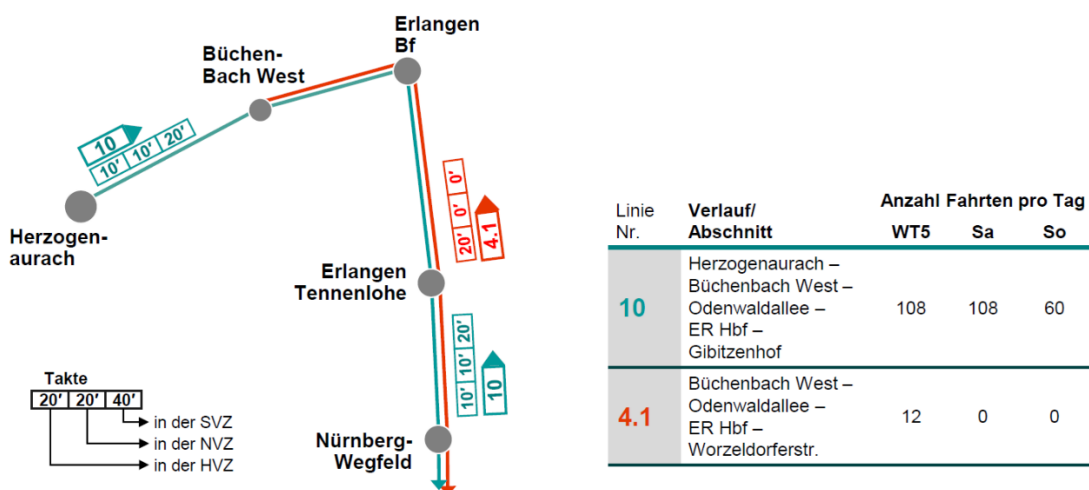 Erlangen
Bf
Büchen-
Bach West
10
10' 10' 20'
Herzogen-
aurach
20' 0' 0'
4.1
Erlangen
Tennenlohe
10' 10' 20'
10
Nürnberg-
Wegfeld
Takte
20' 20' 40'
in der SVZ
in der NVZ
in der HVZ
Linie
Nr.
Verlauf/
Abschnitt
Anzahl Fahrten pro Tag
WT5 Sa So
10
Herzogenaurach –
Büchenbach West –
Odenwaldallee –
ER Hbf –
Gibitzenhof
108 108 60
4.1
Büchenbach West –
Odenwaldallee –
ER Hbf –
Worzeldorferstr.
12 0 0